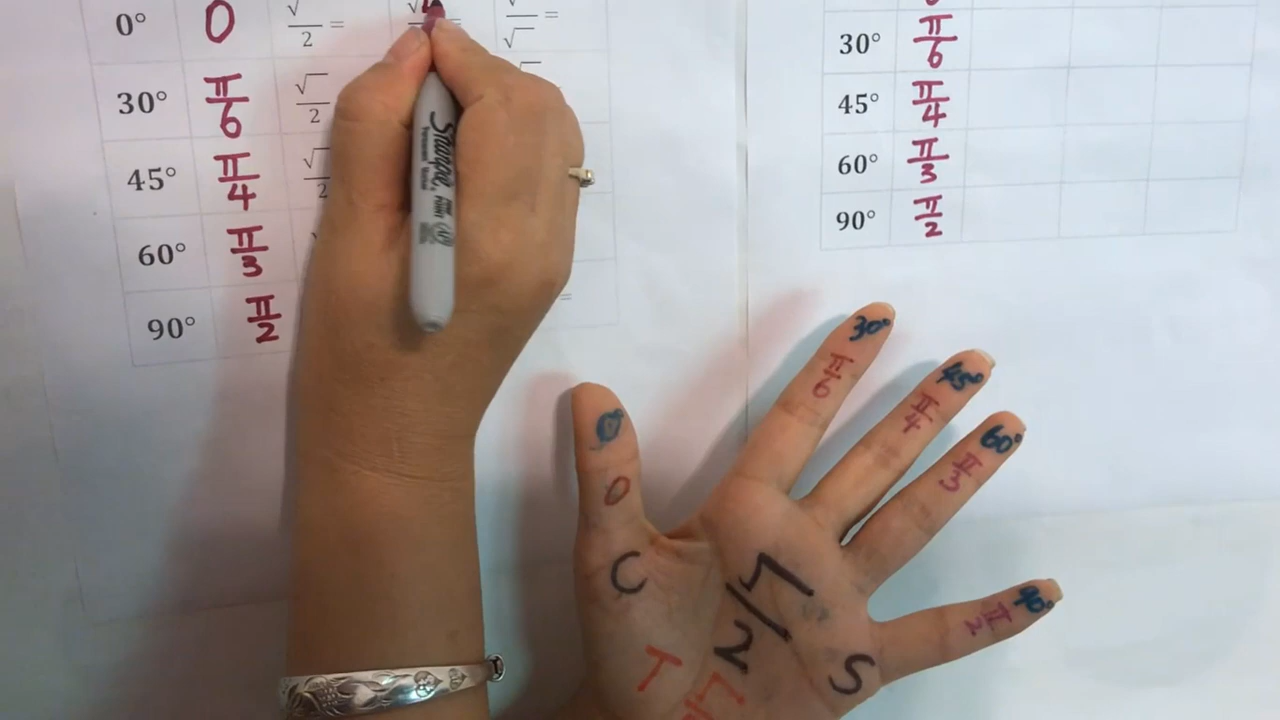 0° 0 √/2 = √ = √/√ =
30° π/6 √/2
45° π/4 √/2
60° π/3
90° π/2 =
Sharpie
30° π/6
45° π/4
60° π/3
90° π/2
0 0
30° π/6
45° π/4
60° π/3
90° π/2
C
√/2
S
T